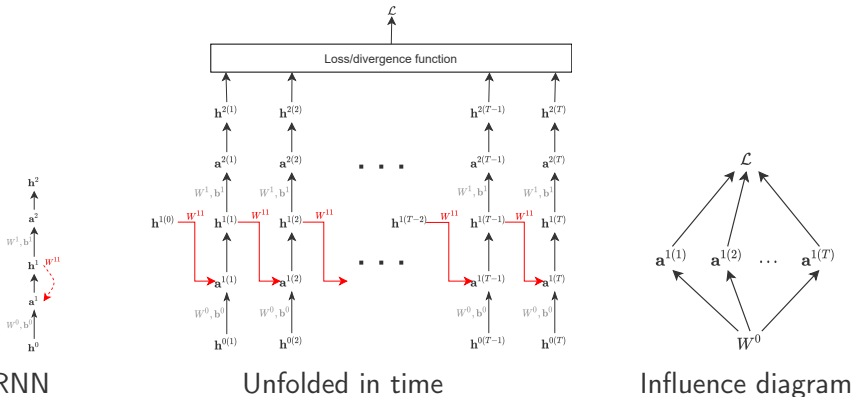 𝓛
Loss/divergence function
h²⁽¹⁾ h²⁽²⁾ h²⁽ᵀ⁻¹⁾ h²⁽ᵀ⁾
a²⁽¹⁾ a²⁽²⁾ . . . a²⁽ᵀ⁻¹⁾ a²⁽ᵀ⁾
W¹, b¹ W¹, b¹ W¹, b¹ W¹, b¹
h¹⁽⁰⁾ W¹¹ h¹⁽¹⁾ W¹¹ h¹⁽²⁾ W¹¹ h¹⁽ᵀ⁻²⁾ W¹¹ h¹⁽ᵀ⁻¹⁾ W¹¹ h¹⁽ᵀ⁾
a¹⁽¹⁾ a¹⁽²⁾ . . . a¹⁽ᵀ⁻¹⁾ a¹⁽ᵀ⁾
W⁰, b⁰ W⁰, b⁰ W⁰, b⁰ W⁰, b⁰
h⁰⁽¹⁾ h⁰⁽²⁾ h⁰⁽ᵀ⁻¹⁾ h⁰⁽ᵀ⁾
h²
a²
W¹, b¹
h¹ W¹¹
a¹
W⁰, b⁰
h⁰
𝓛
a¹⁽¹⁾ a¹⁽²⁾ ... a¹⁽ᵀ⁾
W⁰
RNN Unfolded in time Influence diagram